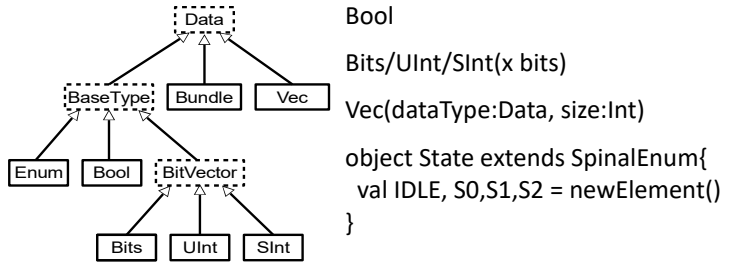 Data
BaseType
Bundle
Vec
Enum
Bool
BitVector
Bits
UInt
SInt
Bool
Bits/UInt/SInt(x bits)
Vec(dataType:Data, size:Int)
object State extends SpinalEnum{
val IDLE, S0,S1,S2 = newElement()
}